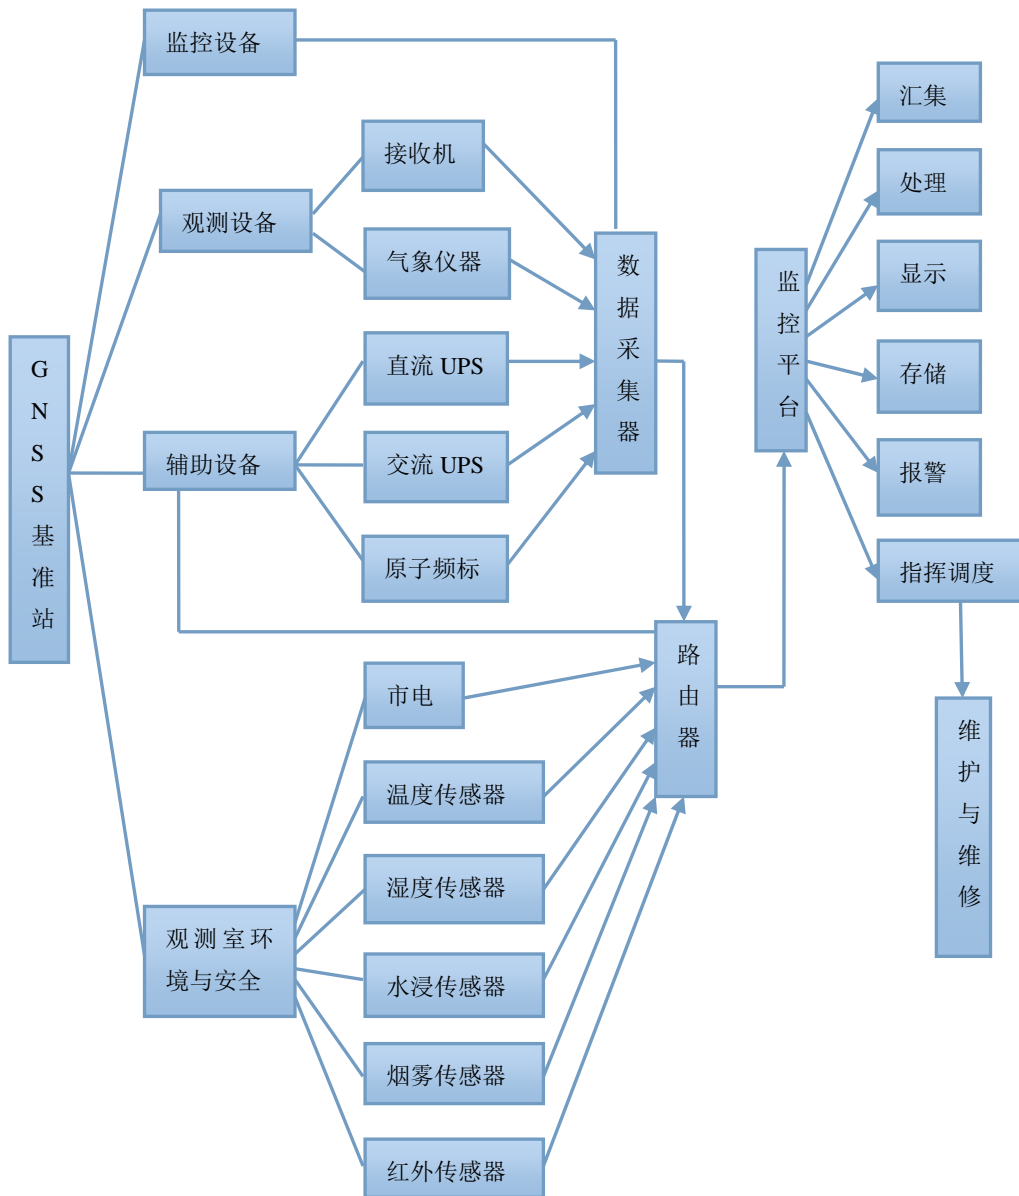 GNSS基准站
监控设备
观测设备
接收机
气象仪器
辅助设备
直流 UPS
交流 UPS
原子频标
观测室环
境与安全
市电
温度传感器
湿度传感器
水浸传感器
烟雾传感器
红外传感器
数据采集器
路由器
监控平台
汇集
处理
显示
存储
报警
指挥调度
维护与维修